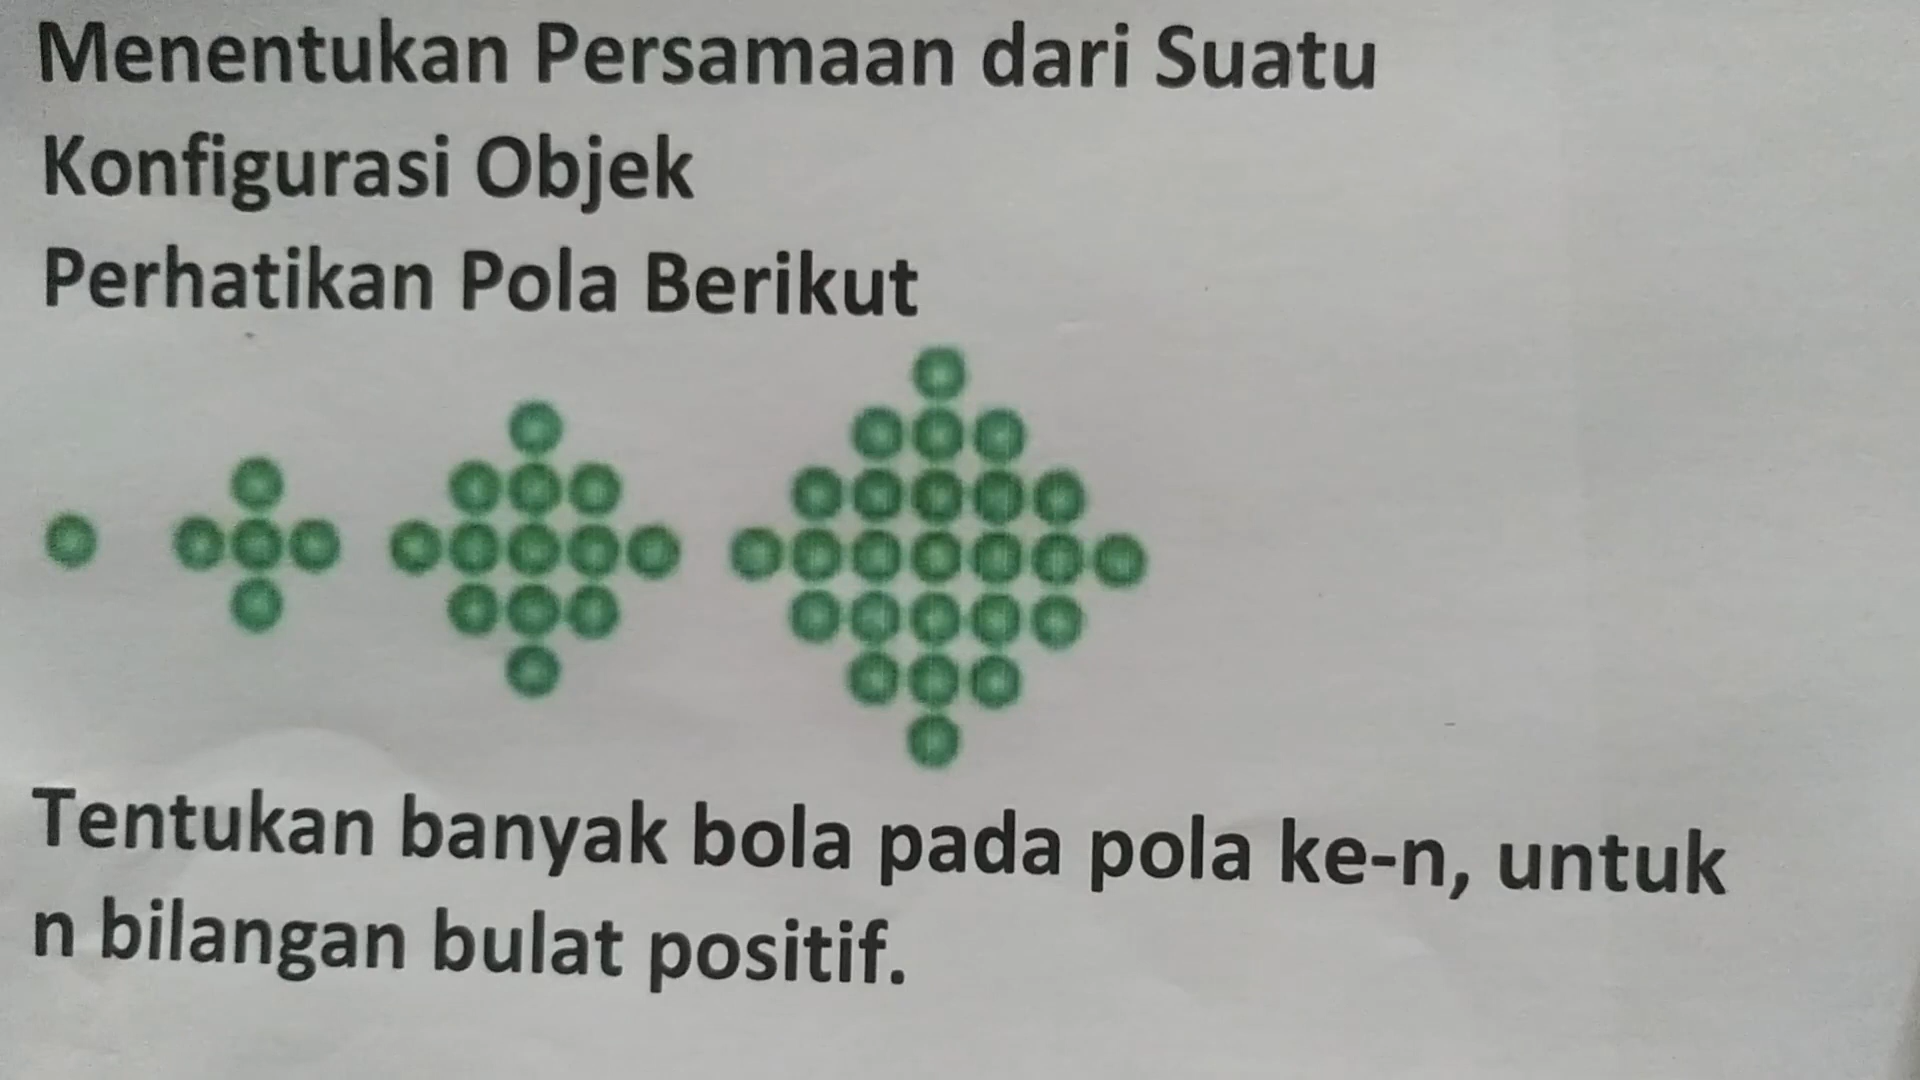 Menentukan Persamaan dari Suatu
Konfigurasi Objek
Perhatikan Pola Berikut
Tentukan banyak bola pada pola ke-n, untuk
n bilangan bulat positif.